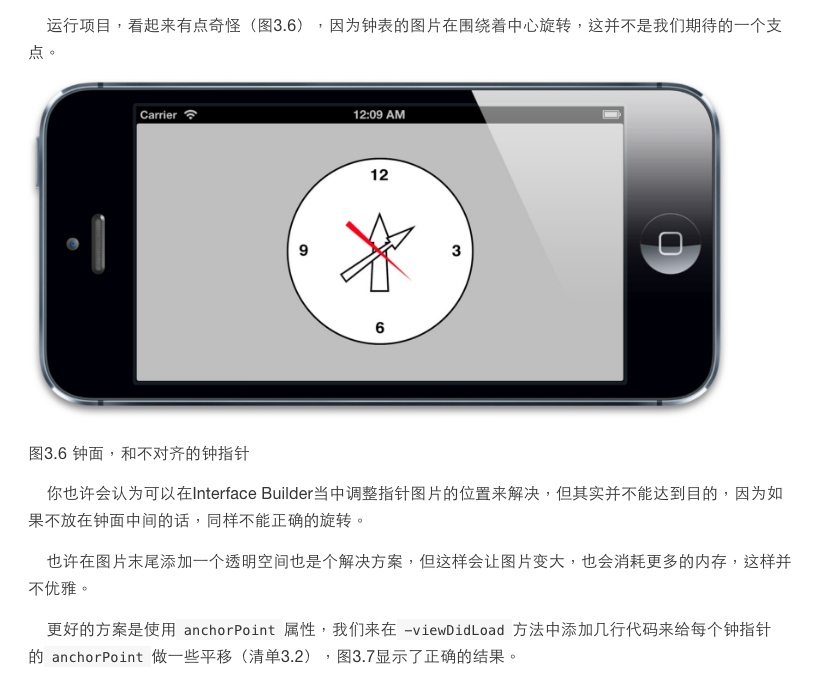 运行项目，看起来有点奇怪（图3.6），因为钟表的图片在围绕着中心旋转，这并不是我们期待的一个支
点。
Carrier
12:09 AM
12
9
3
6
图3.6 钟面，和不对齐的钟指针
你也许会认为可以在Interface Builder当中调整指针图片的位置来解决，但其实并不能达到目的，因为如
果不放在钟面中间的话，同样不能正确的旋转。
也许在图片末尾添加一个透明空间也是个解决方案，但这样会让图片变大，也会消耗更多的内存，这样并
不优雅。
更好的方案是使用 anchorPoint 属性，我们来在 -viewDidLoad 方法中添加几行代码来给每个钟指针
的 anchorPoint 做一些平移（清单3.2），图3.7显示了正确的结果。